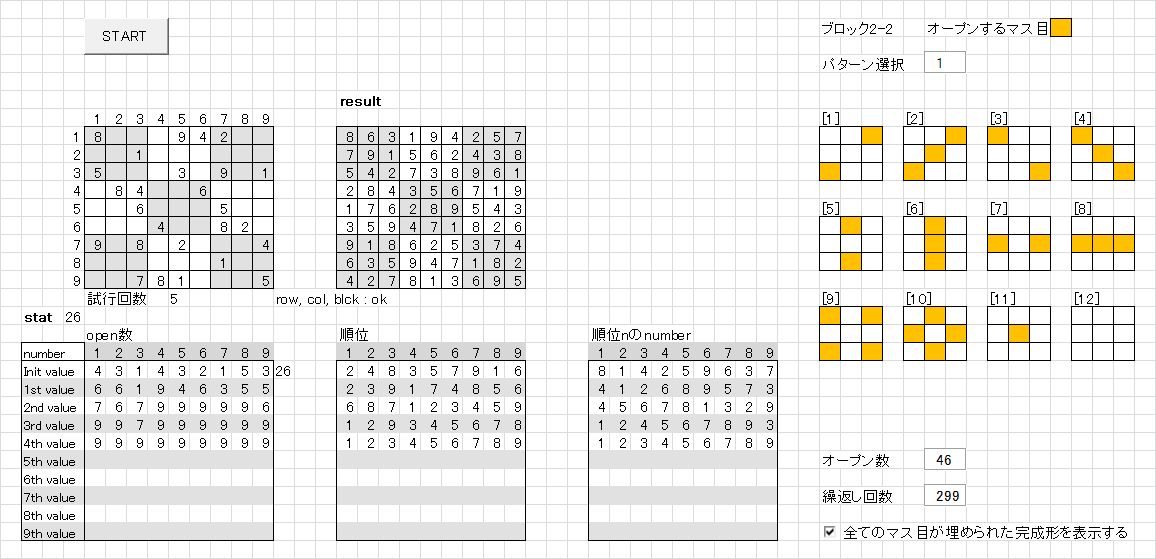 START
ブロック2-2 オープンするマス目
パターン選択 1
result
1 2 3 4 5 6 7 8 9
1 8 9 4 2
2 1
3 5 3 9 1
4 8 4 6
5 6 5
6 4 8 2
7 9 8 2 4
8 1
9 7 8 1 5
8 6 3 1 9 4 2 5 7
7 9 1 5 6 2 4 3 8
5 4 2 7 3 8 9 6 1
2 8 4 3 5 6 7 1 9
1 7 6 2 8 9 5 4 3
3 5 9 4 7 1 8 2 6
9 1 8 6 2 5 3 7 4
6 3 5 9 4 7 1 8 2
4 2 7 8 1 3 6 9 5
[1] [2] [3] [4]
[5] [6] [7] [8]
[9] [10] [11] [12]
試行回数 5 row, col, blck : ok
stat 26
open数 順位 順位nのnumber
number 1 2 3 4 5 6 7 8 9 1 2 3 4 5 6 7 8 9 1 2 3 4 5 6 7 8 9
Init value 4 3 1 4 3 2 1 5 3 26 2 4 8 3 5 7 9 1 6 8 1 4 2 5 9 6 3 7
1st value 6 6 1 9 4 6 3 5 5 2 3 9 1 7 4 8 5 6 4 1 2 6 8 9 5 7 3
2nd value 7 6 7 9 9 9 9 9 6 6 8 7 1 2 3 4 5 9 4 5 6 7 8 1 3 2 9
3rd value 9 9 7 9 9 9 9 9 9 1 2 9 3 4 5 6 7 8 1 2 4 5 6 7 8 9 3
4th value 9 9 9 9 9 9 9 9 9 1 2 3 4 5 6 7 8 9 1 2 3 4 5 6 7 8 9
5th value
6th value
7th value
8th value
9th value
オープン数 46
繰返し回数 299
全てのマス目が埋められた完成形を表示する